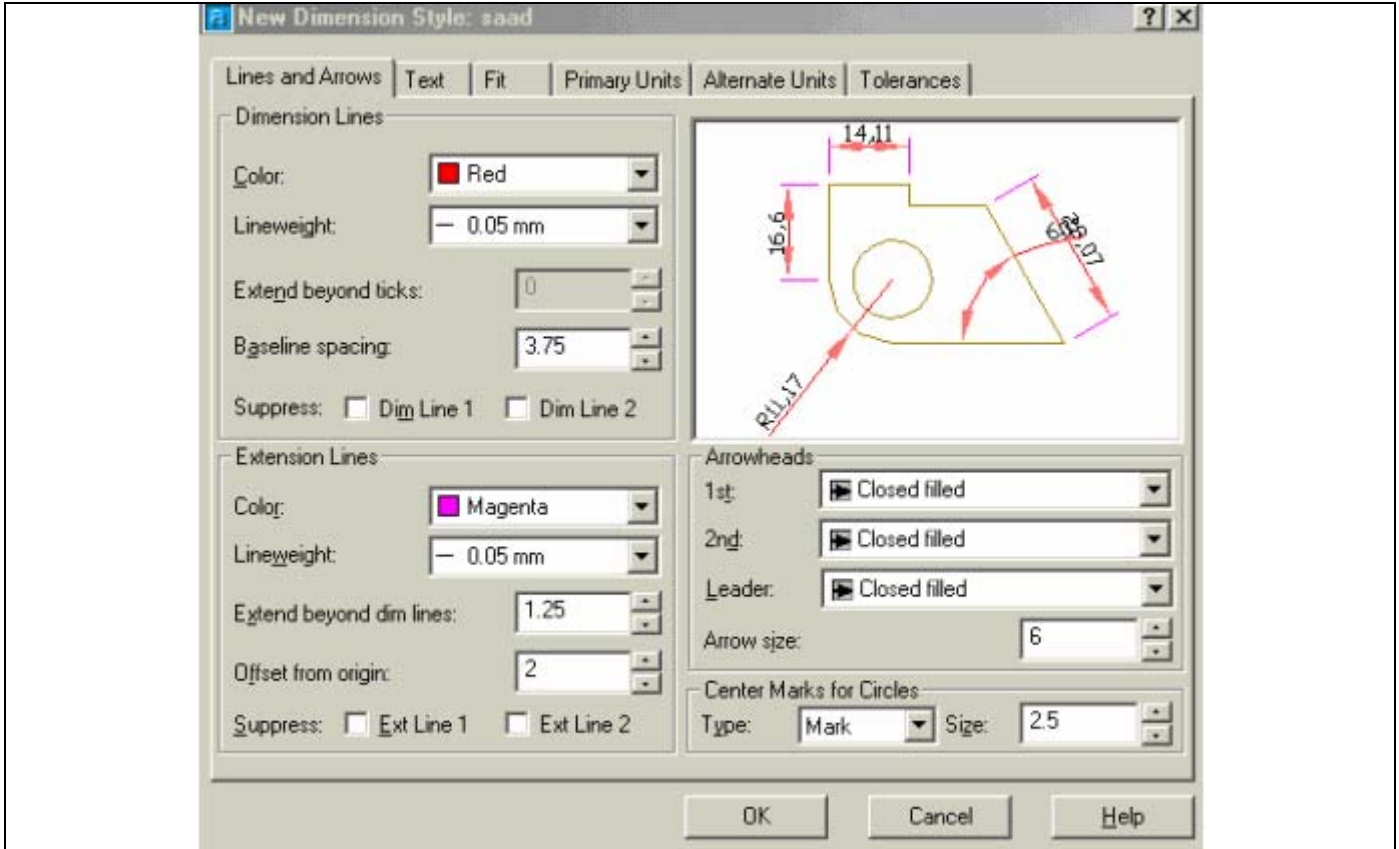 New Dimension Style: saad
Lines and Arrows Text Fit Primary Units Alternate Units Tolerances
Dimension Lines
Color: Red
Lineweight: 0.05 mm
Extend beyond ticks: 0
Baseline spacing: 3.75
Suppress: Dim Line 1 Dim Line 2
14,11
16,6
R11,17
Extension Lines
Color: Magenta
Lineweight: 0.05 mm
Extend beyond dim lines: 1.25
Offset from origin: 2
Suppress: Ext Line 1 Ext Line 2
Arrowheads
1st: Closed filled
2nd: Closed filled
Leader: Closed filled
Arrow size: 6
Center Marks for Circles
Type: Mark Size: 2.5
OK Cancel Help